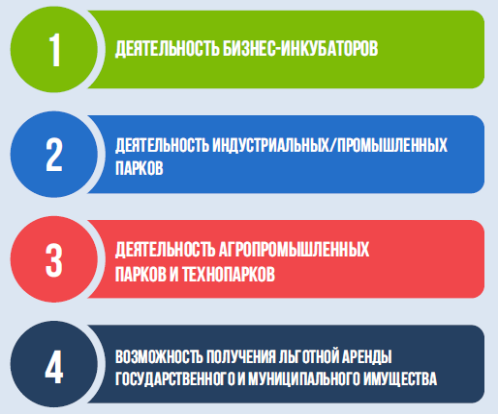 1
ДЕЯТЕЛЬНОСТЬ БИЗНЕС-ИНКУБАТОРОВ
2
ДЕЯТЕЛЬНОСТЬ ИНДУСТРИАЛЬНЫХ/ПРОМЫШЛЕННЫХ
ПАРКОВ
3
ДЕЯТЕЛЬНОСТЬ АГРОПРОМЫШЛЕННЫХ
ПАРКОВ И ТЕХНОПАРКОВ
4
ВОЗМОЖНОСТЬ ПОЛУЧЕНИЯ ЛЬГОТНОЙ АРЕНДЫ
ГОСУДАРСТВЕННОГО И МУНИЦИПАЛЬНОГО ИМУЩЕСТВА